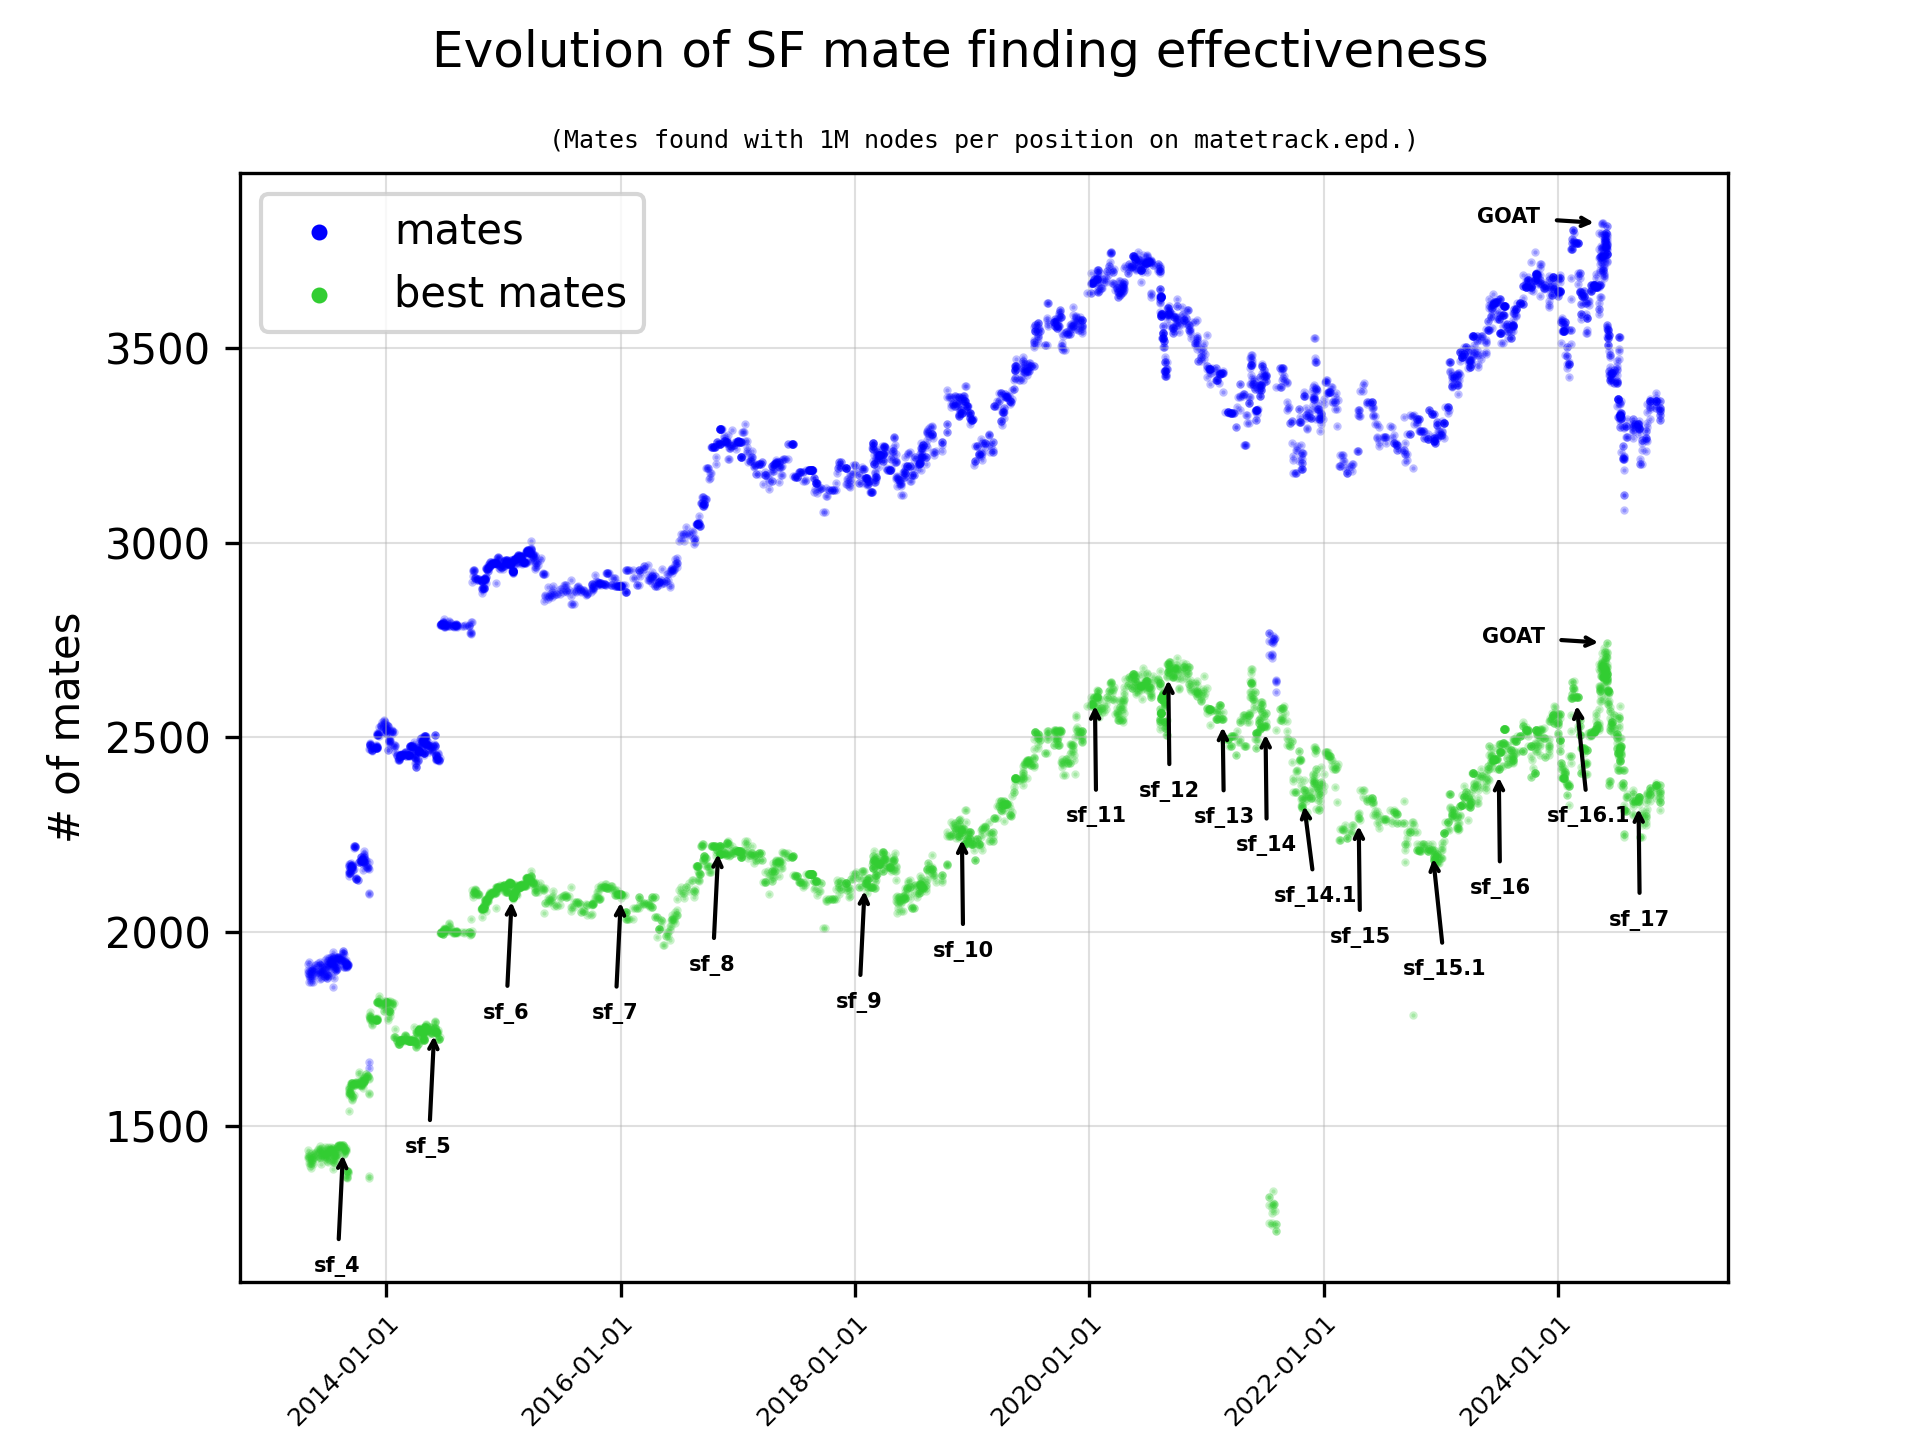 Evolution of SF mate finding effectiveness
(Mates found with 1M nodes per position on matetrack.epd.)
mates
best mates
GOAT
GOAT
# of mates
3500
3000
2500
2000
1500
sf_4
sf_5
sf_6
sf_7
sf_8
sf_9
sf_10
sf_11
sf_12
sf_13
sf_14
sf_14.1
sf_15
sf_15.1
sf_16
sf_16.1
sf_17
2014-01-01
2016-01-01
2018-01-01
2020-01-01
2022-01-01
2024-01-01